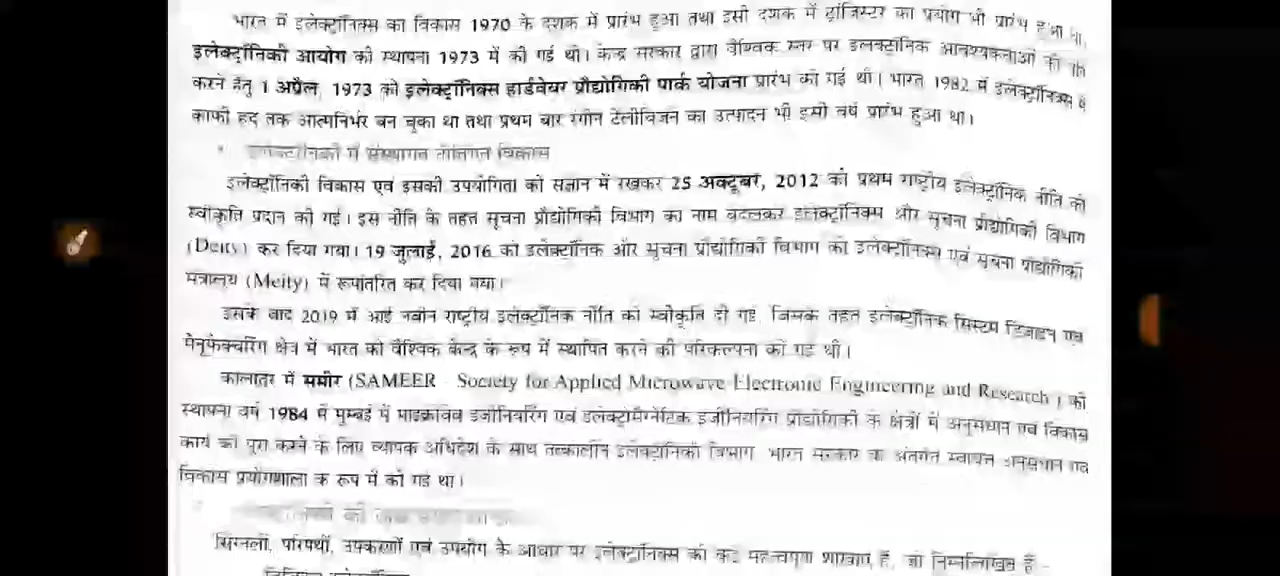 भारत में इलेक्ट्रॉनिक्स का विकास 1970 के दशक में प्रारंभ हुआ तथा इसी दशक में ट्रांजिस्टर का प्रयोग भी प्रारंभ हुआ था,
इलेक्ट्रॉनिकी आयोग की स्थापना 1973 में की गई थी। केन्द्र सरकार द्वारा वैश्विक स्तर पर इलेक्ट्रॉनिक आवश्यकताओं की
करने हेतु 1 अप्रैल, 1973 को इलेक्ट्रॉनिक्स हार्डवेयर प्रौद्योगिकी पार्क योजना प्रारंभ की गई थी। भारत 1982 में इलेक्ट्रॉनिक्स
काफी हद तक आत्मनिर्भर बन चुका था तथा प्रथम बार रंगीन टेलीविजन का उत्पादन भी इसी वर्ष प्रारंभ हुआ था।
इलेक्ट्रॉनिकी में संस्थागत नीतिगत विकास
इलेक्ट्रॉनिकी विकास एवं इसकी उपयोगिता को संज्ञान में रखकर 25 अक्टूबर, 2012 को प्रथम राष्ट्रीय इलेक्ट्रॉनिक नीति को
स्वीकृति प्रदान की गई। इस नीति के तहत सूचना प्रौद्योगिकी विभाग का नाम बदलकर इलेक्ट्रॉनिक्स और सूचना प्रौद्योगिकी विभाग
(Deity) कर दिया गया। 19 जुलाई, 2016 को इलेक्ट्रॉनिक और सूचना प्रौद्योगिकी विभाग को इलेक्ट्रॉनिक्स एवं सूचना प्रौद्योगिकी
मंत्रालय (Meity) में रूपांतरित कर दिया गया।
इसके बाद 2019 में आई नवीन राष्ट्रीय इलेक्ट्रॉनिक नीति को स्वीकृति दी गई, जिसके तहत इलेक्ट्रॉनिक सिस्टम डिजाइन एवं
मैनुफैक्चरिंग क्षेत्र में भारत को वैश्विक केन्द्र के रूप में स्थापित करने की परिकल्पना की गई थी।
कालांतर में समीर (SAMEER - Society for Applied Microwave Electronic Engineering and Research) की
स्थापना वर्ष 1984 में मुम्बई में माइक्रोवेव इंजीनियरिंग एवं इलेक्ट्रोमैग्नेटिक इंजीनियरिंग प्रौद्योगिकी के क्षेत्रों में अनुसंधान एवं विकास
कार्य को पूरा करने के लिए व्यापक अधिदेश के साथ तत्कालीन इलेक्ट्रॉनिकी विभाग भारत सरकार के अंतर्गत स्वायत्त अनुसंधान एवं
विकास प्रयोगशाला के रूप में की गई था।
सिग्नलों, परिपथों, उपकरणों एवं उपयोग के आधार पर इलेक्ट्रॉनिक्स की कई महत्त्वपूर्ण शाखाएं हैं, जो निम्नलिखित हैं -